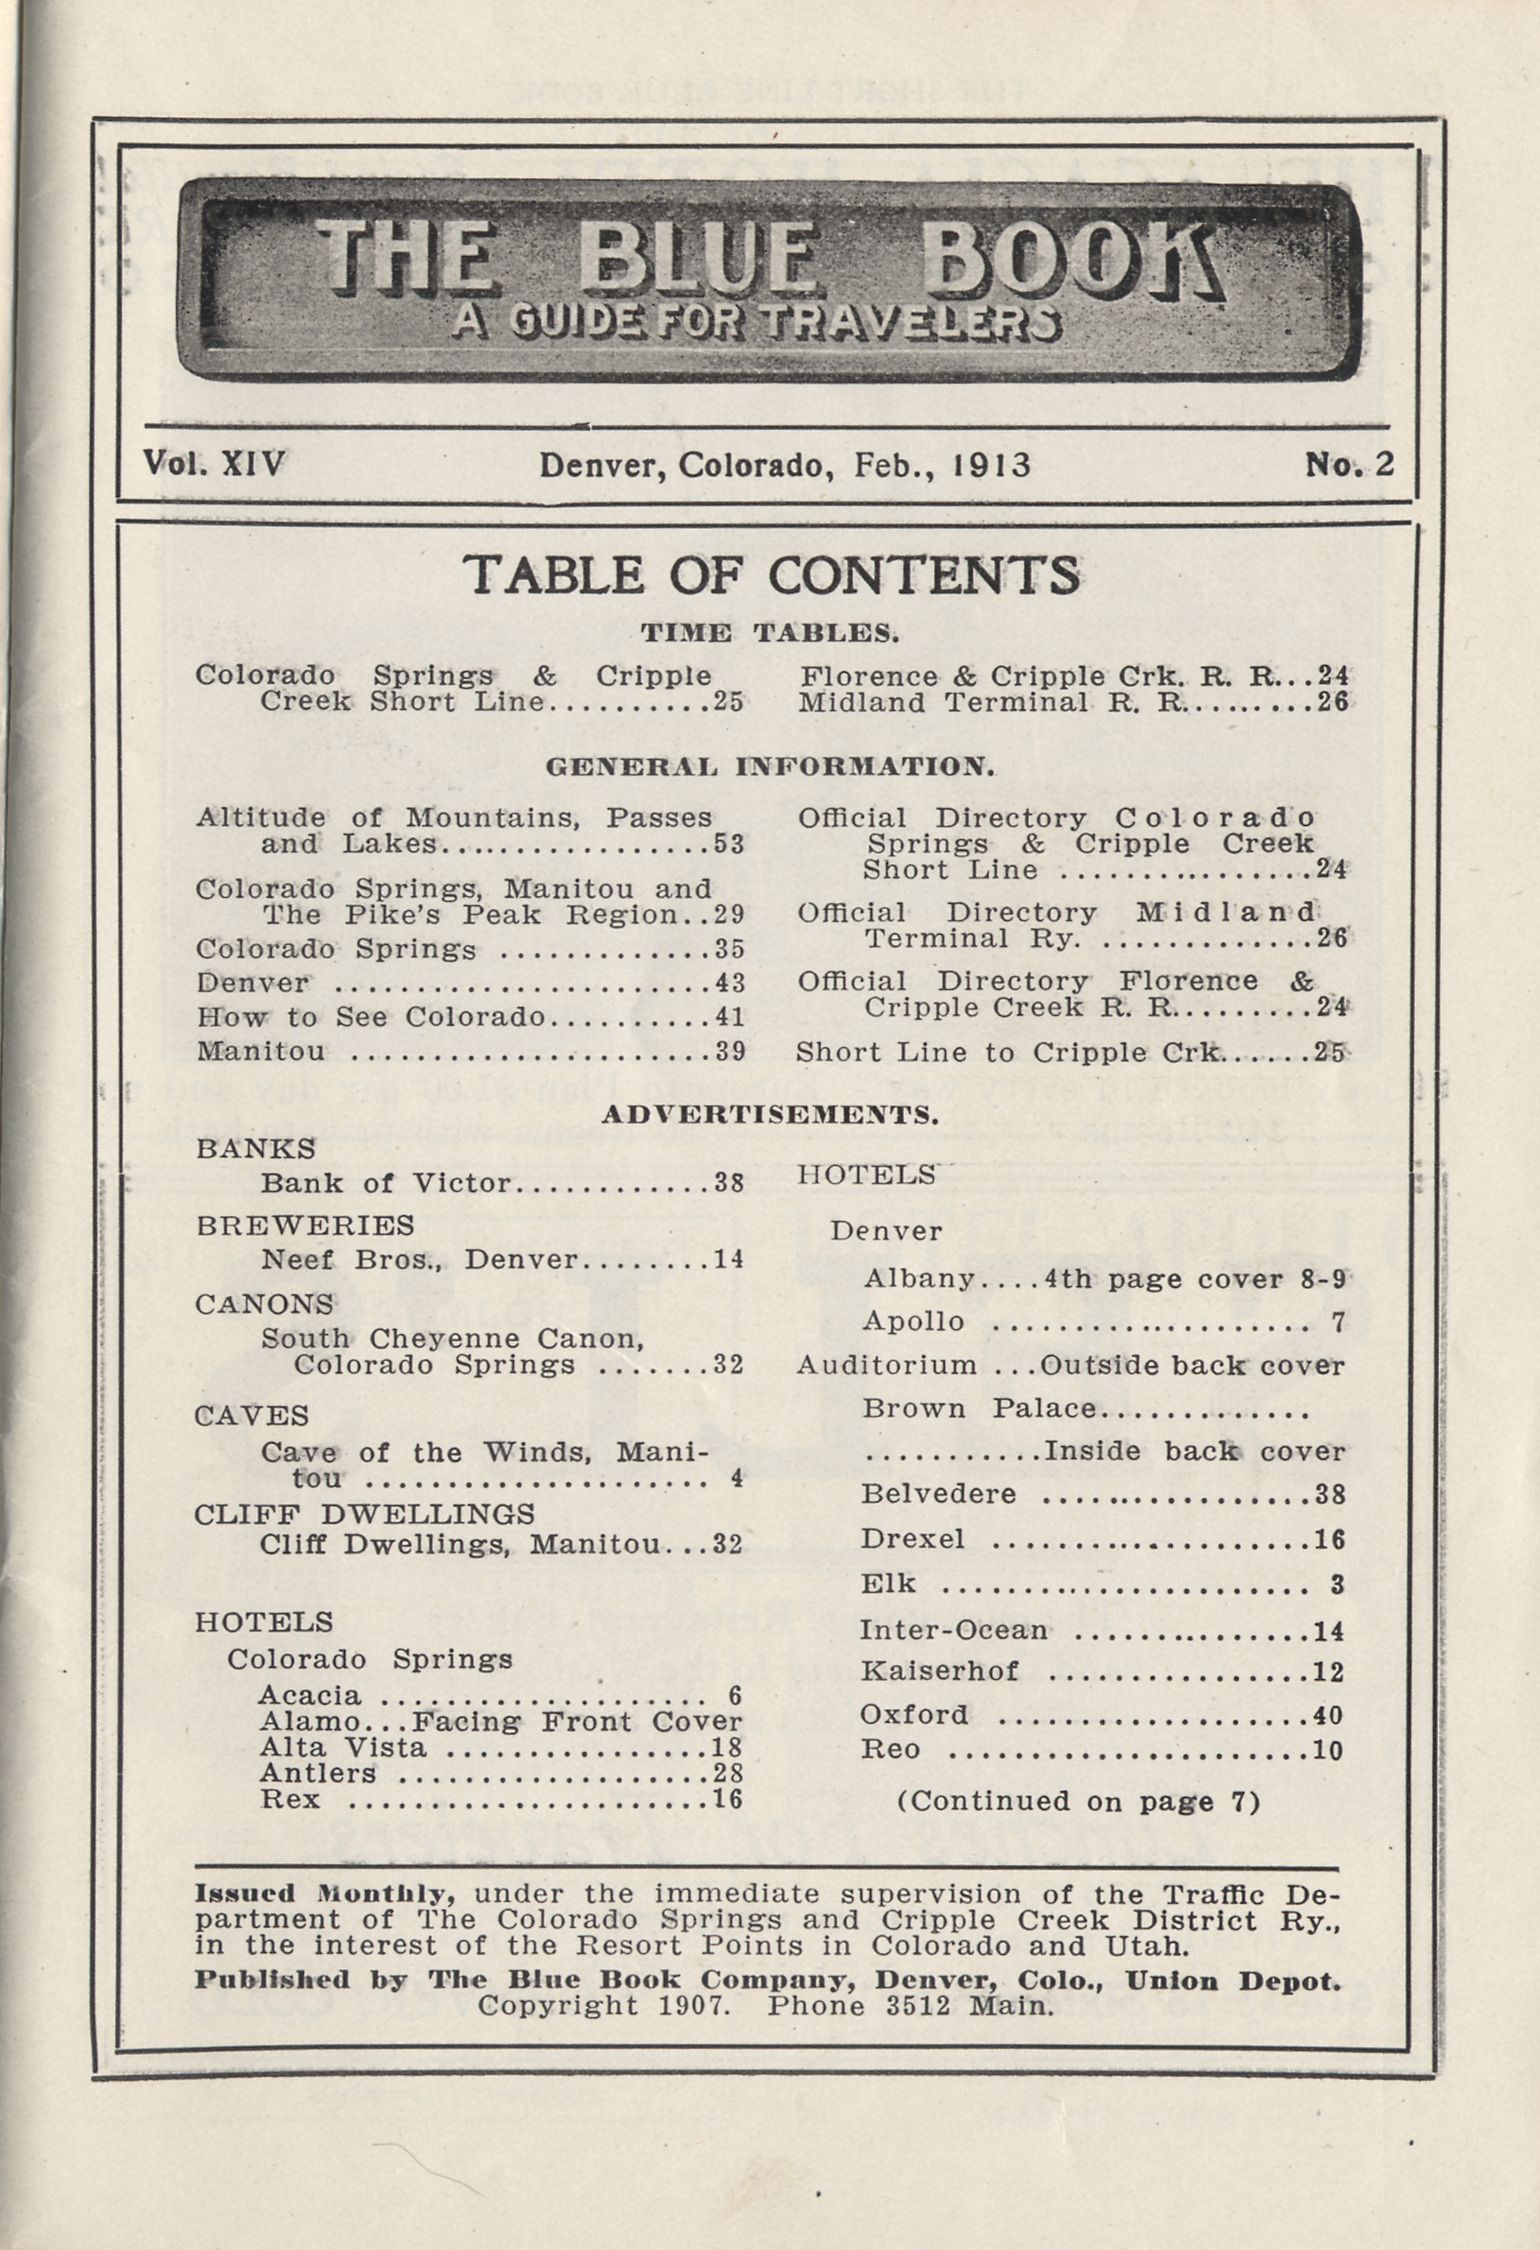 THE BLUE BOOK
A GUIDE FOR TRAVELERS
Vol. XIV Denver, Colorado, Feb., 1913 No. 2
TABLE OF CONTENTS
TIME TABLES.
Colorado Springs & Cripple
Creek Short Line..........25
Florence & Cripple Crk. R. R...24
Midland Terminal R. R.........26
GENERAL INFORMATION.
Altitude of Mountains, Passes
and Lakes.................53
Colorado Springs, Manitou and
The Pike's Peak Region..29
Colorado Springs .............35
Denver .......................43
How to See Colorado..........41
Manitou ......................39
Official Directory Colorado
Springs & Cripple Creek
Short Line ................24
Official Directory Midland
Terminal Ry. .............26
Official Directory Florence &
Cripple Creek R. R.........24
Short Line to Cripple Crk......25
ADVERTISEMENTS.
BANKS
Bank of Victor............38
BREWERIES
Neef Bros., Denver........14
CANONS
South Cheyenne Canon,
Colorado Springs .......32
CAVES
Cave of the Winds, Mani-
tou ..................... 4
CLIFF DWELLINGS
Cliff Dwellings, Manitou...32
HOTELS
Colorado Springs
Acacia .................... 6
Alamo...Facing Front Cover
Alta Vista ................18
Antlers ...................28
Rex ......................16
HOTELS
Denver
Albany....4th page cover 8-9
Apollo .................... 7
Auditorium ...Outside back cover
Brown Palace.............
...........Inside back cover
Belvedere .................38
Drexel ....................16
Elk ....................... 3
Inter-Ocean ...............14
Kaiserhof ................12
Oxford ...................40
Reo ......................10
(Continued on page 7)
Issued Monthly, under the immediate supervision of the Traffic De-
partment of The Colorado Springs and Cripple Creek District Ry.,
in the interest of the Resort Points in Colorado and Utah.
Published by The Blue Book Company, Denver, Colo., Union Depot.
Copyright 1907. Phone 3512 Main.